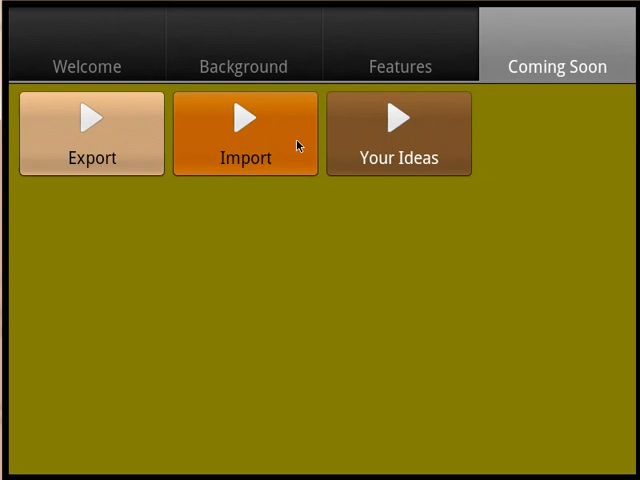 Welcome
Background
Features
Coming Soon
Export
Import
Your Ideas